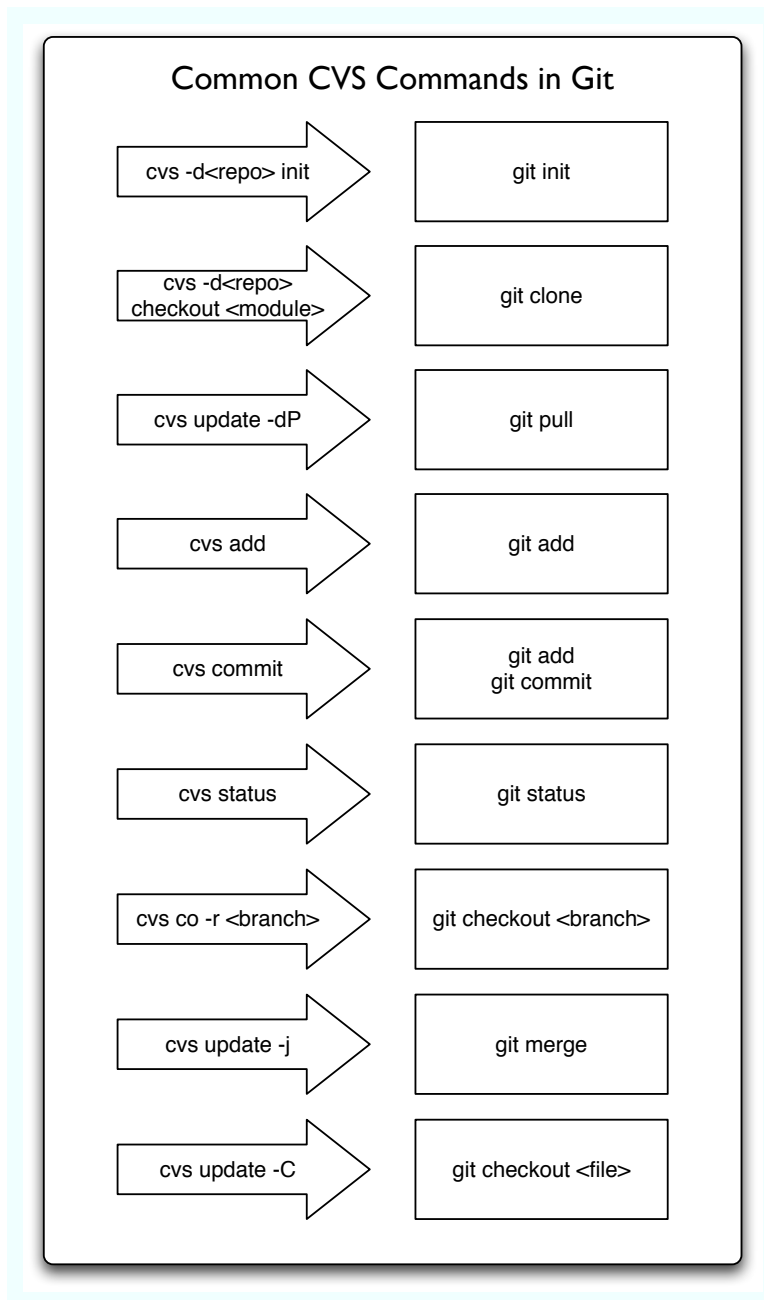 Common CVS Commands in Git
cvs -d<repo> init
git init
cvs -d<repo>
checkout <module>
git clone
cvs update -dP
git pull
cvs add
git add
cvs commit
git add
git commit
cvs status
git status
cvs co -r <branch>
git checkout <branch>
cvs update -j
git merge
cvs update -C
git checkout <file>